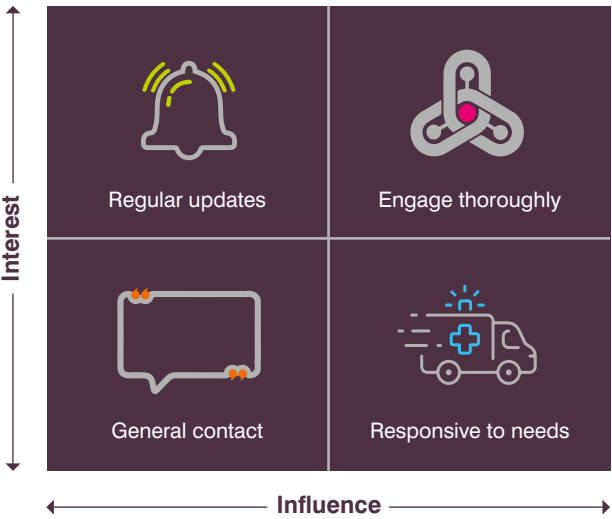 Regular updates
Engage thoroughly
Interest
General contact
Responsive to needs
Influence